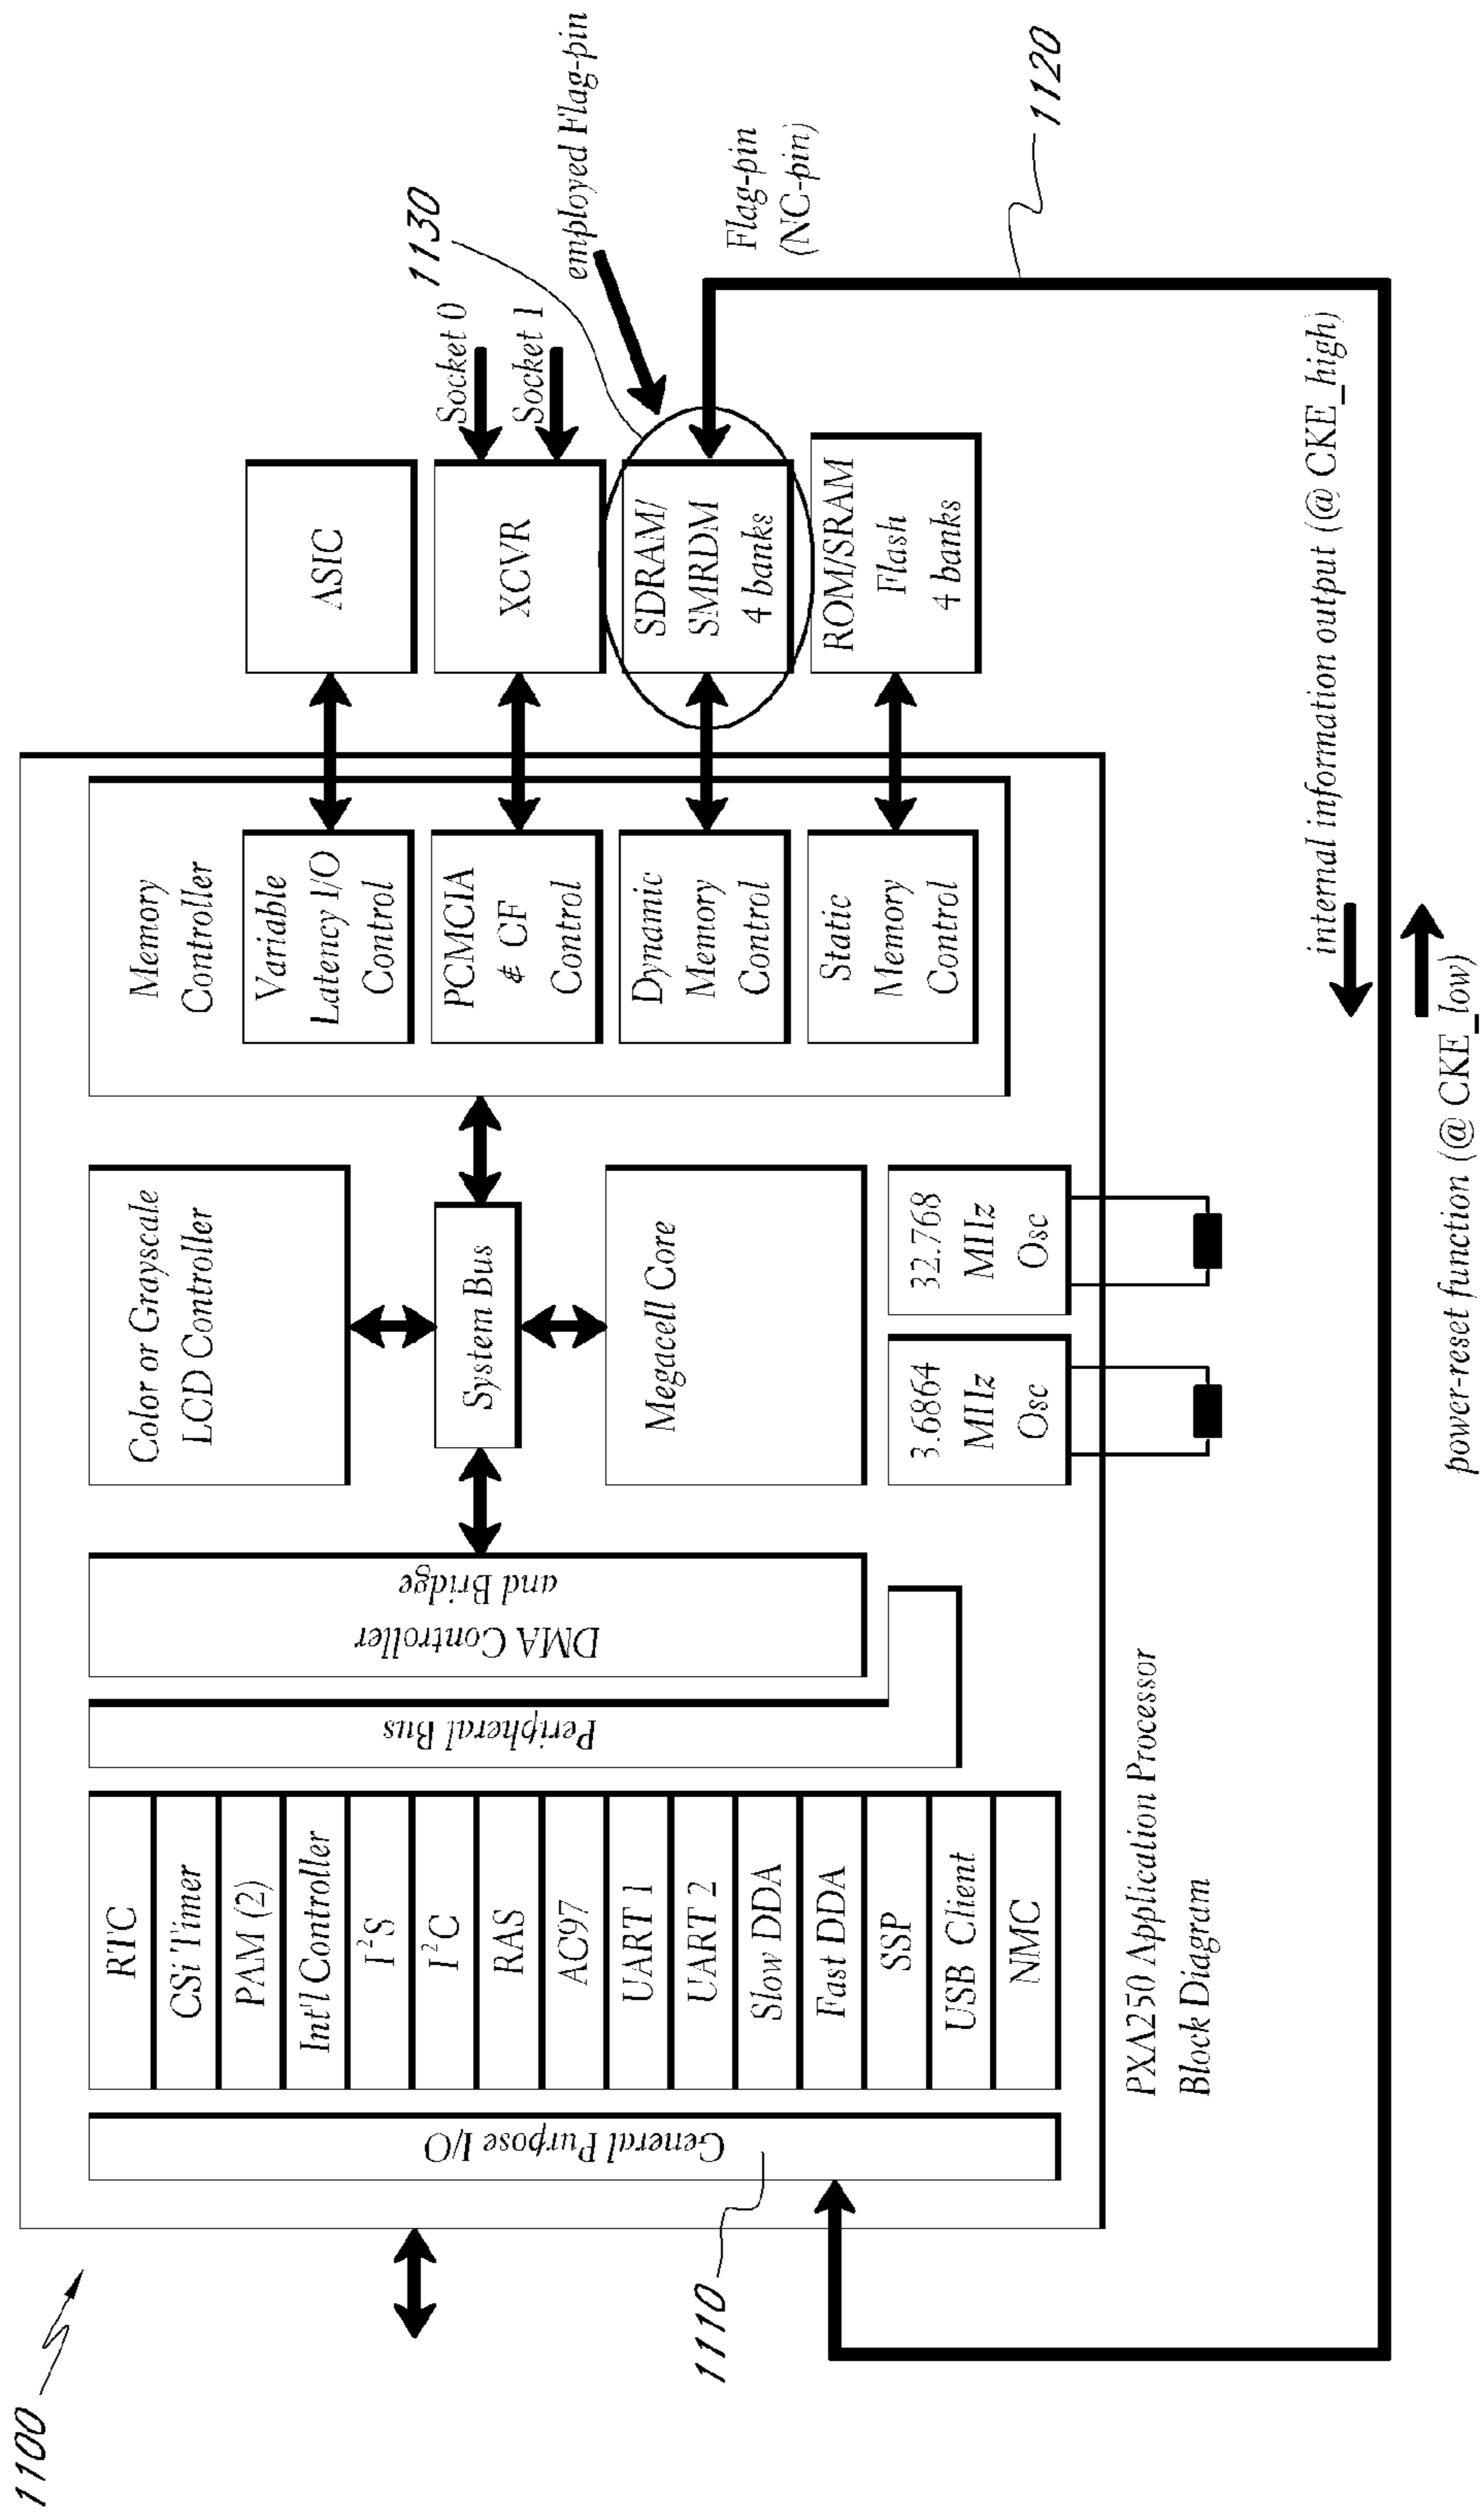 1100
General Purpose I/O
1110
RTC
CSi Timer
PAM (2)
Int'l Controller
I²S
I²C
RAS
AC97
UART 1
UART 2
Slow DDA
Fast DDA
SSP
USB Client
NMC
Peripheral Bus
DMA Controller
and Bridge
Color or Grayscale
LCD Controller
System Bus
Megacell Core
3.6864
MHz
Osc
32.768
MHz
Osc
Memory
Controller
Variable
Latency I/O
Control
PCMCIA
& CF
Control
Dynamic
Memory
Control
Static
Memory
Control
ASIC
XCVR
SDRAM/
SMRDM
4 banks
ROM/SRAM
Flash
4 banks
Socket 0
Socket 1
1130
employed Flag-pin
Flag-pin
(NC-pin)
1120
PXA250 Application Processor
Block Diagram
internal information output (@ CKE_high)
power-reset function (@ CKE_low)